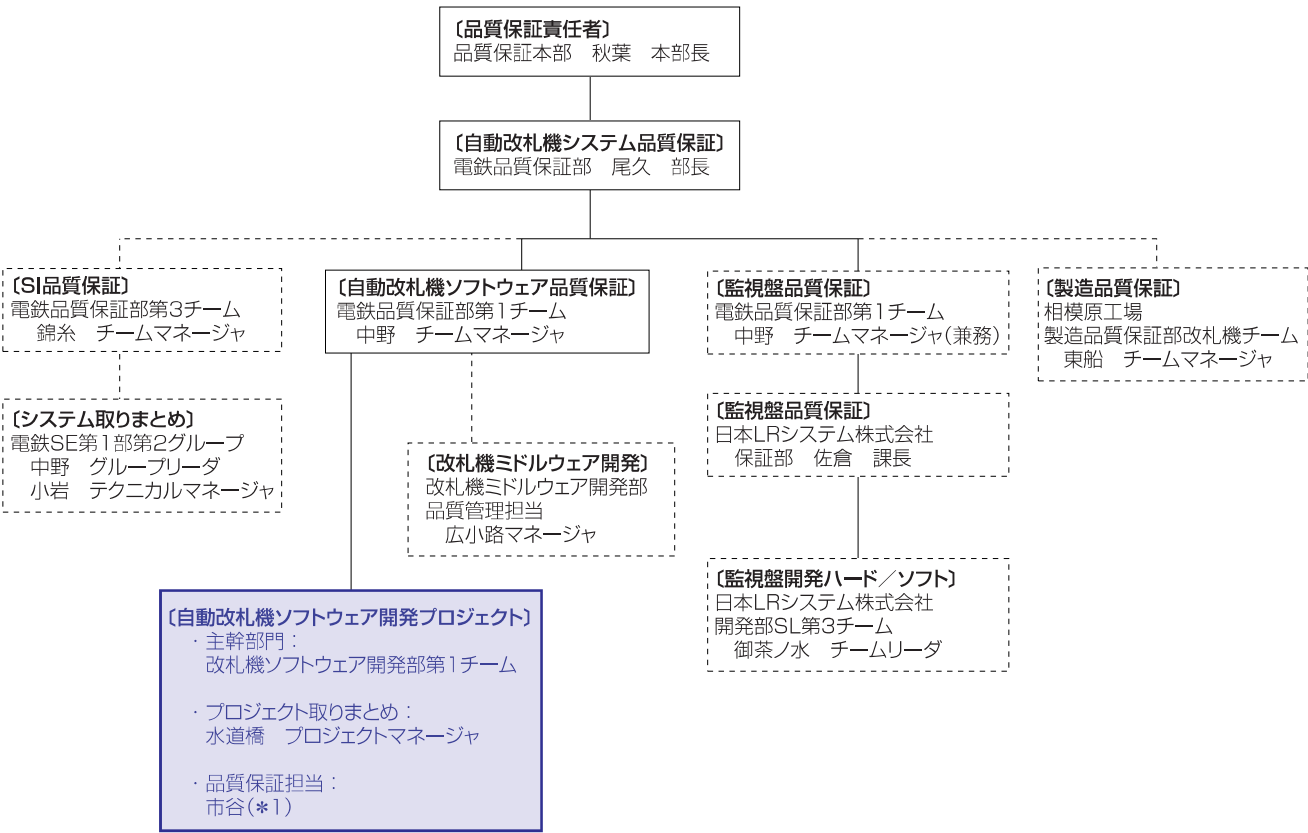 〔品質保証責任者〕
品質保証本部　秋葉　本部長
〔自動改札機システム品質保証〕
電鉄品質保証部　尾久　部長
〔SI品質保証〕
電鉄品質保証部第3チーム
錦糸　チームマネージャ
〔自動改札機ソフトウェア品質保証〕
電鉄品質保証部第1チーム
中野　チームマネージャ
〔監視盤品質保証〕
電鉄品質保証部第1チーム
中野　チームマネージャ(兼務)
〔製造品質保証〕
相模原工場
製造品質保証部改札機チーム
東船　チームマネージャ
〔システム取りまとめ〕
電鉄SE第1部第2グループ
中野　グループリーダ
小岩　テクニカルマネージャ
〔改札機ミドルウェア開発〕
改札機ミドルウェア開発部
品質管理担当
広小路マネージャ
〔監視盤品質保証〕
日本LRシステム株式会社
保証部　佐倉　課長
〔監視盤開発ハード／ソフト〕
日本LRシステム株式会社
開発部SL第3チーム
御茶ノ水　チームリーダ
〔自動改札機ソフトウェア開発プロジェクト〕
・主幹部門：
改札機ソフトウェア開発部第1チーム
・プロジェクト取りまとめ：
水道橋　プロジェクトマネージャ
・品質保証担当：
市谷(＊1)